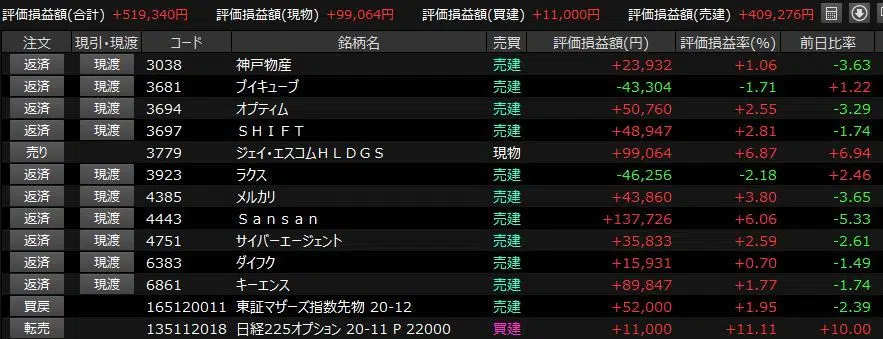 評価損益額(合計) +519,340円 評価損益額(現物) +99,064円 評価損益額(買建) +11,000円 評価損益額(売建) +409,276円
注文 現引・現渡 コード 銘柄名 売買 評価損益額(円) 評価損益率(%) 前日比率
返済 現渡 3038 神戸物産 売建 +23,932 +1.06 -3.63
返済 現渡 3681 ブイキューブ 売建 -43,304 -1.71 +1.22
返済 現渡 3694 オプティム 売建 +50,760 +2.55 -3.29
返済 現渡 3697 ＳＨＩＦＴ 売建 +48,947 +2.81 -1.74
売り 3779 ジェイ・エスコムＨＬＤＧＳ 現物 +99,064 +6.87 +6.94
返済 現渡 3923 ラクス 売建 -46,256 -2.18 +2.46
返済 現渡 4385 メルカリ 売建 +43,860 +3.80 -3.65
返済 現渡 4443 Ｓａｎｓａｎ 売建 +137,726 +6.06 -5.33
返済 現渡 4751 サイバーエージェント 売建 +35,833 +2.59 -2.61
返済 現渡 6383 ダイフク 売建 +15,931 +0.70 -1.49
返済 現渡 6861 キーエンス 売建 +89,847 +1.77 -1.74
買戻 165120011 東証マザーズ指数先物 20-12 売建 +52,000 +1.95 -2.39
転売 135112018 日経225オプション 20-11 P 22000 買建 +11,000 +11.11 +10.00